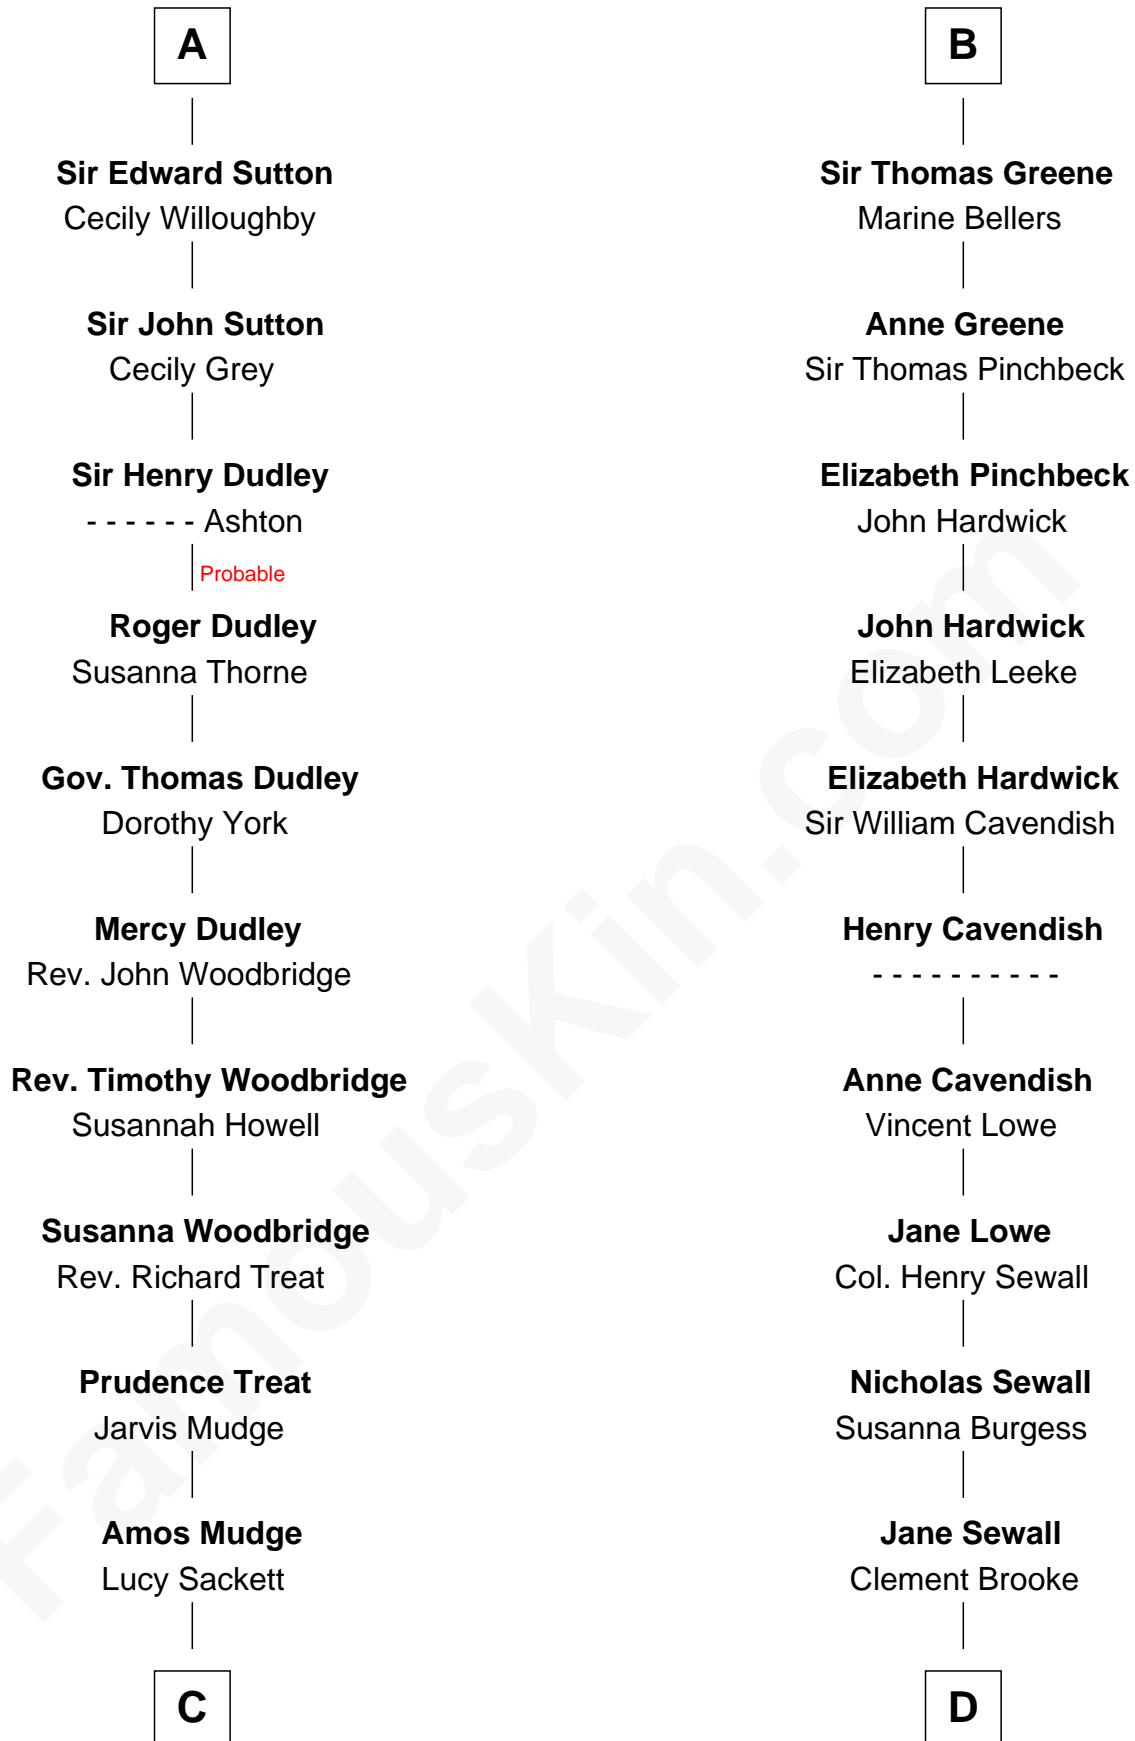 A
Sir Edward Sutton
Cecily Willoughby
Sir John Sutton
Cecily Grey
Sir Henry Dudley
- - - - - - Ashton
Probable
Roger Dudley
Susanna Thorne
Gov. Thomas Dudley
Dorothy York
Mercy Dudley
Rev. John Woodbridge
Rev. Timothy Woodbridge
Susannah Howell
Susanna Woodbridge
Rev. Richard Treat
Prudence Treat
Jarvis Mudge
Amos Mudge
Lucy Sackett
C
B
Sir Thomas Greene
Marine Bellers
Anne Greene
Sir Thomas Pinchbeck
Elizabeth Pinchbeck
John Hardwick
John Hardwick
Elizabeth Leeke
Elizabeth Hardwick
Sir William Cavendish
Henry Cavendish
- - - - - - - - - -
Anne Cavendish
Vincent Lowe
Jane Lowe
Col. Henry Sewall
Nicholas Sewall
Susanna Burgess
Jane Sewall
Clement Brooke
D
FamousKin.com